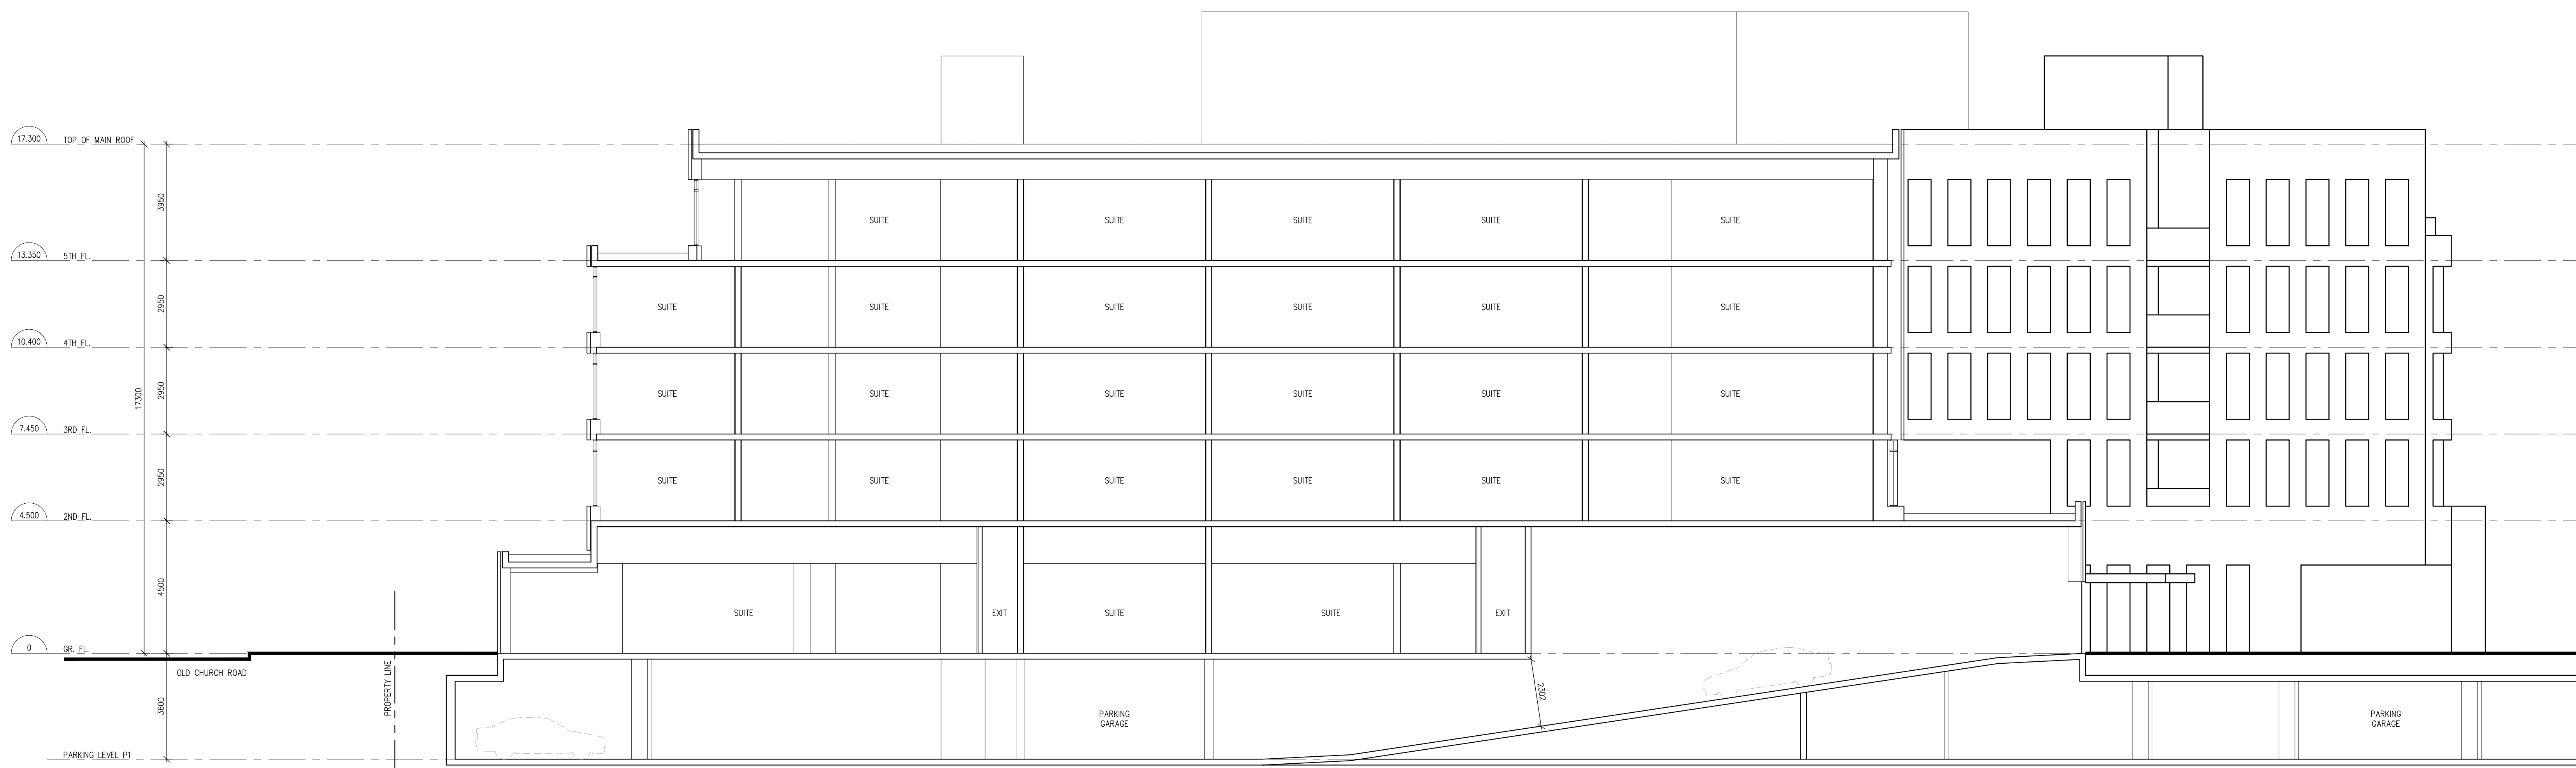 17.300 TOP OF MAIN ROOF
3950
SUITE SUITE SUITE SUITE SUITE
13.350 5TH FL.
2950
SUITE SUITE SUITE SUITE SUITE SUITE
10.400 4TH FL.
2950
17300
SUITE SUITE SUITE SUITE SUITE SUITE
7.450 3RD FL.
2950
SUITE SUITE SUITE SUITE SUITE SUITE
4.500 2ND FL.
4500
SUITE EXIT SUITE SUITE EXIT
0 GR. FL.
OLD CHURCH ROAD
PROPERTY LINE
3600
2302
PARKING
GARAGE
PARKING
GARAGE
PARKING LEVEL P1